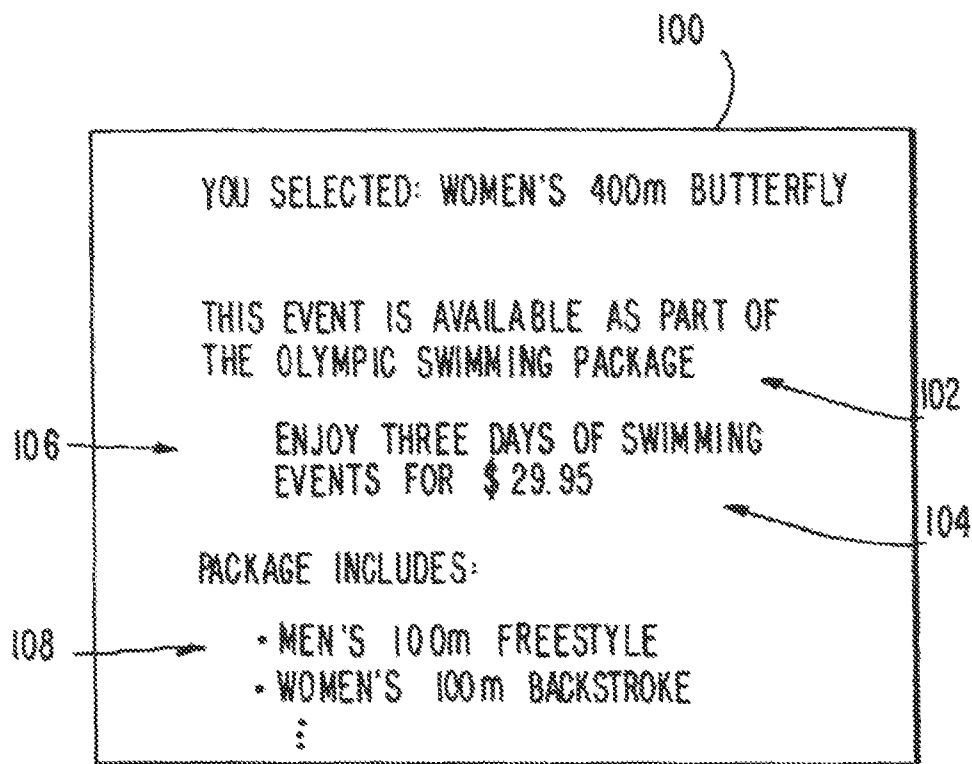 100
YOU SELECTED: WOMEN'S 400m BUTTERFLY
THIS EVENT IS AVAILABLE AS PART OF
THE OLYMPIC SWIMMING PACKAGE
102
106
ENJOY THREE DAYS OF SWIMMING
EVENTS FOR $29.95
104
PACKAGE INCLUDES:
108
• MEN'S 100m FREESTYLE
• WOMEN'S 100m BACKSTROKE
⋮